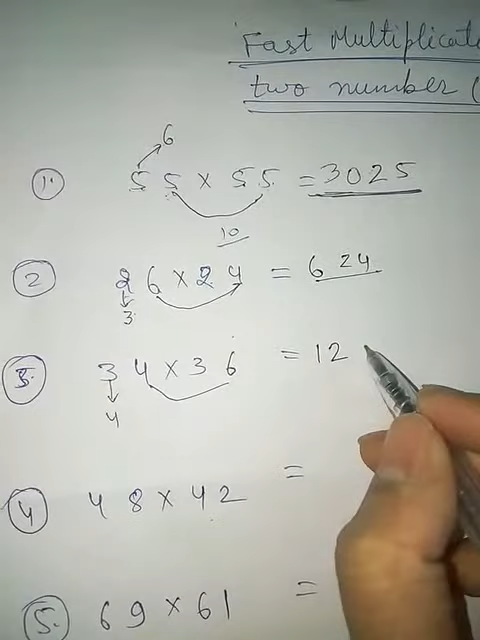 Fast Multiplicat
two number (
6
1. 55 × 55 = 3025
10
2 26 × 24 = 624
3
3. 34 × 36 = 12
4
4 48 × 42 =
5. 69 × 61 =